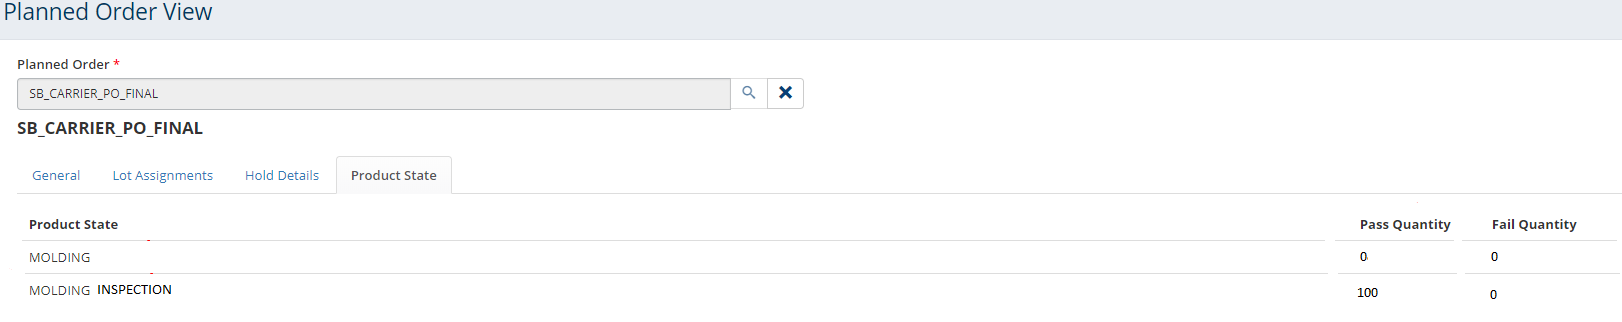 Planned Order View
Planned Order *
SB_CARRIER_PO_FINAL
SB_CARRIER_PO_FINAL
General Lot Assignments Hold Details Product State
Product State Pass Quantity Fail Quantity
MOLDING 0 0
MOLDING INSPECTION 100 0